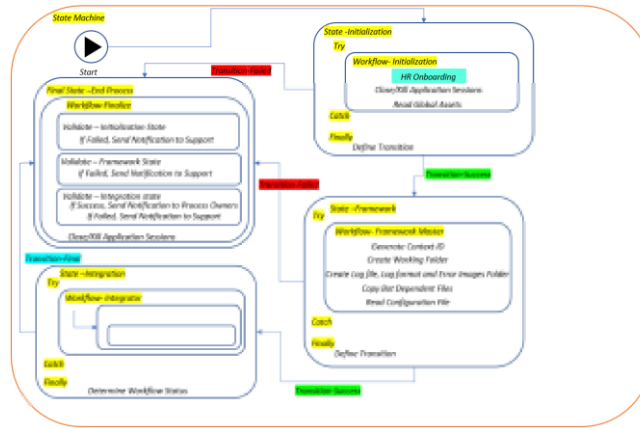 State Machine
Start
State -Initialization
Try
Workflow- Initialization
HR Onboarding
Close/Kill Application Sessions
Read Global Assets
Catch
Finally
Define Transition
Transition-Failed
Final State –End Process
Workflow-Finalize
Validate – Initialization State
If Failed, Send Notification to Support
Validate – Framework State
If Failed, Send Notification to Support
Validate – Integration state
If Success, Send Notification to Process Owners
If Failed, Send Notification to Support
Close/Kill Application Sessions
Transition-Success
Transition-Failed
State –Framework
Try
Workflow- Framework Master
Generate Context ID
Create Working Folder
Create Log file, Log format and Error Images Folder
Copy Bot Dependent Files
Read Configuration File
Catch
Finally
Define Transition
Transition-Final
State –Integration
Try
Workflow- Integrator
Catch
Finally
Determine Workflow Status
Transition-Success